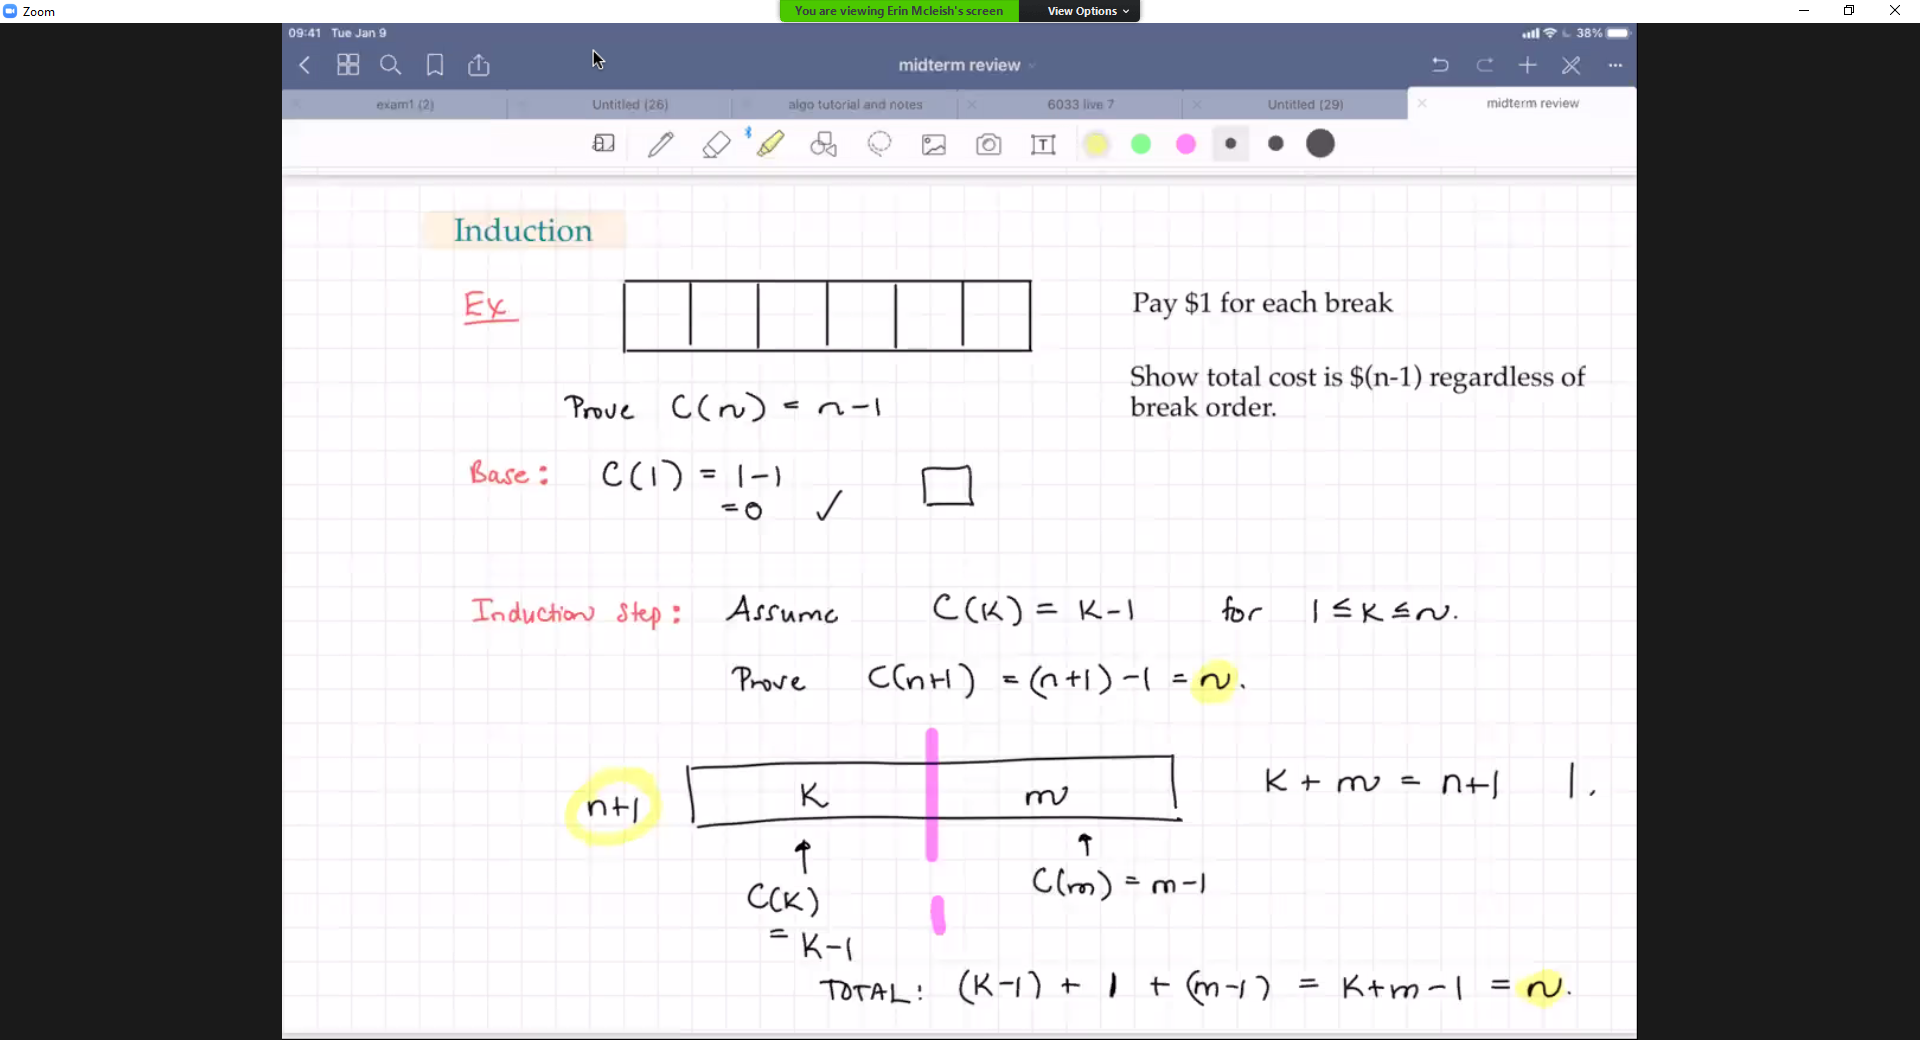 Zoom
You are viewing Erin Mcleish's screen
View Options
09:41 Tue Jan 9
38%
midterm review
exam1 (2)
Untitled (26)
algo tutorial and notes
6033 live 7
Untitled (29)
midterm review
T
Induction
Ex
Pay $1 for each break
Show total cost is $(n-1) regardless of
break order.
Prove C(n) = n-1
Base: C(1) = 1-1
=0 ✓
Induction Step: Assume C(K) = K-1 for 1≤K≤n.
Prove C(n+1) = (n+1)-1 = n.
n+1
K
m
K + m = n+1 1.
C(K)
= K-1
C(m) = m-1
TOTAL: (K-1) + 1 + (m-1) = K+m-1 = n.